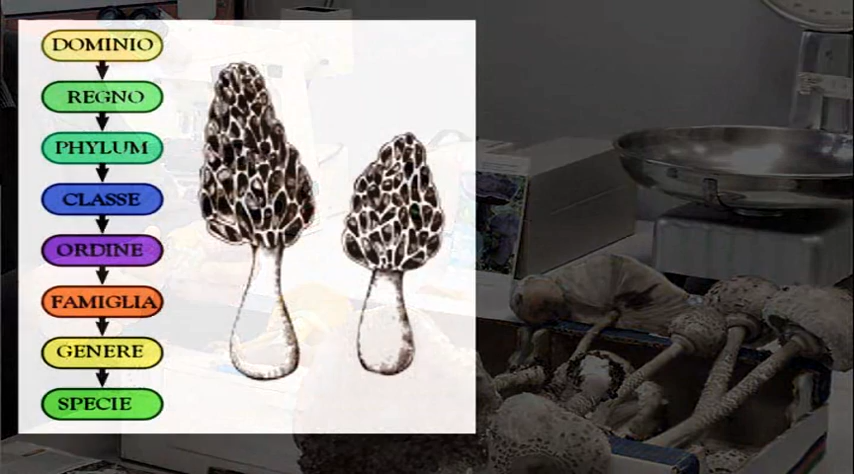 DOMINIO
REGNO
PHYLUM
CLASSE
ORDINE
FAMIGLIA
GENERE
SPECIE